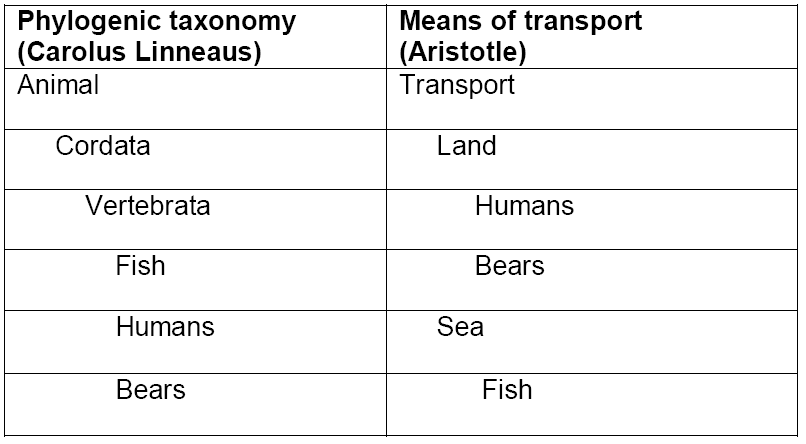 Phylogenic taxonomy
(Carolus Linneaus)
Means of transport
(Aristotle)
Animal
Transport
Cordata
Land
Vertebrata
Humans
Fish
Bears
Humans
Sea
Bears
Fish